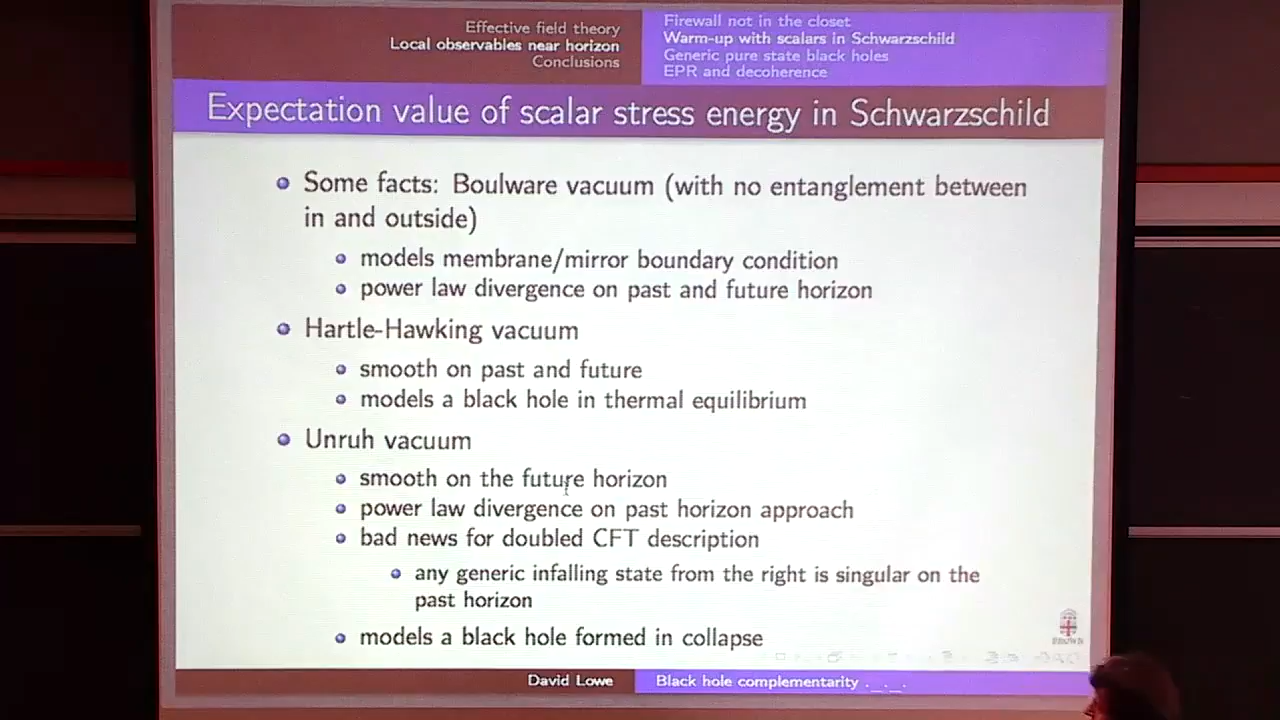 Effective field theory
Local observables near horizon
Conclusions
Firewall not in the closet
Warm-up with scalars in Schwarzschild
Generic pure state black holes
EPR and decoherence
Expectation value of scalar stress energy in Schwarzschild
Some facts: Boulware vacuum (with no entanglement between
in and outside)
models membrane/mirror boundary condition
power law divergence on past and future horizon
Hartle-Hawking vacuum
smooth on past and future
models a black hole in thermal equilibrium
Unruh vacuum
smooth on the future horizon
power law divergence on past horizon approach
bad news for doubled CFT description
any generic infalling state from the right is singular on the
past horizon
models a black hole formed in collapse
David Lowe
Black hole complementarity . . .